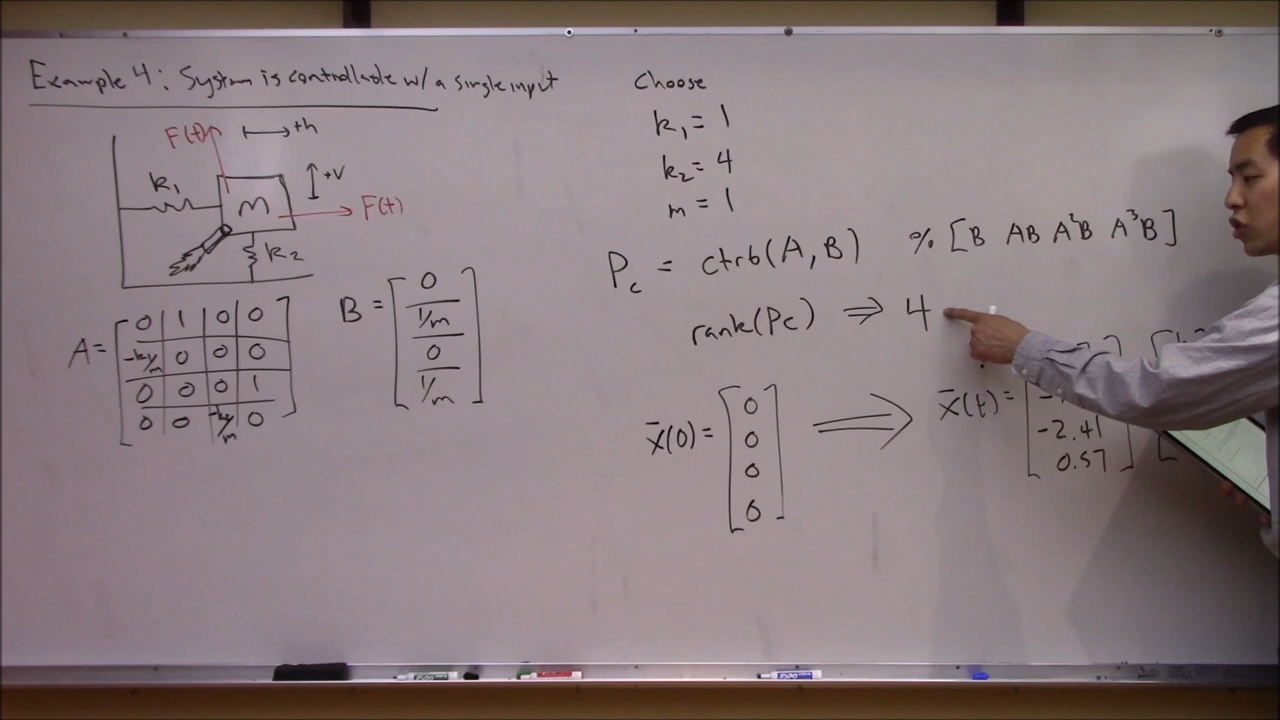 Example 4: System is controllable w/ a single input
F(t)
+h
+v
k₁
m
F(t)
k₂
A = [0 1 0 0
-k₁/m 0 0 0
0 0 0 1
0 0 -k₂/m 0]
B = [0
1/m
0
1/m]
Choose
k₁ = 1
k₂ = 4
m = 1
Pc = ctrb(A, B) % [B AB A²B A³B]
rank(Pc) ⇒ 4
x̄(0) = [0
0
0
0]
⇒ x̄(t) = [
-2.41
0.57]